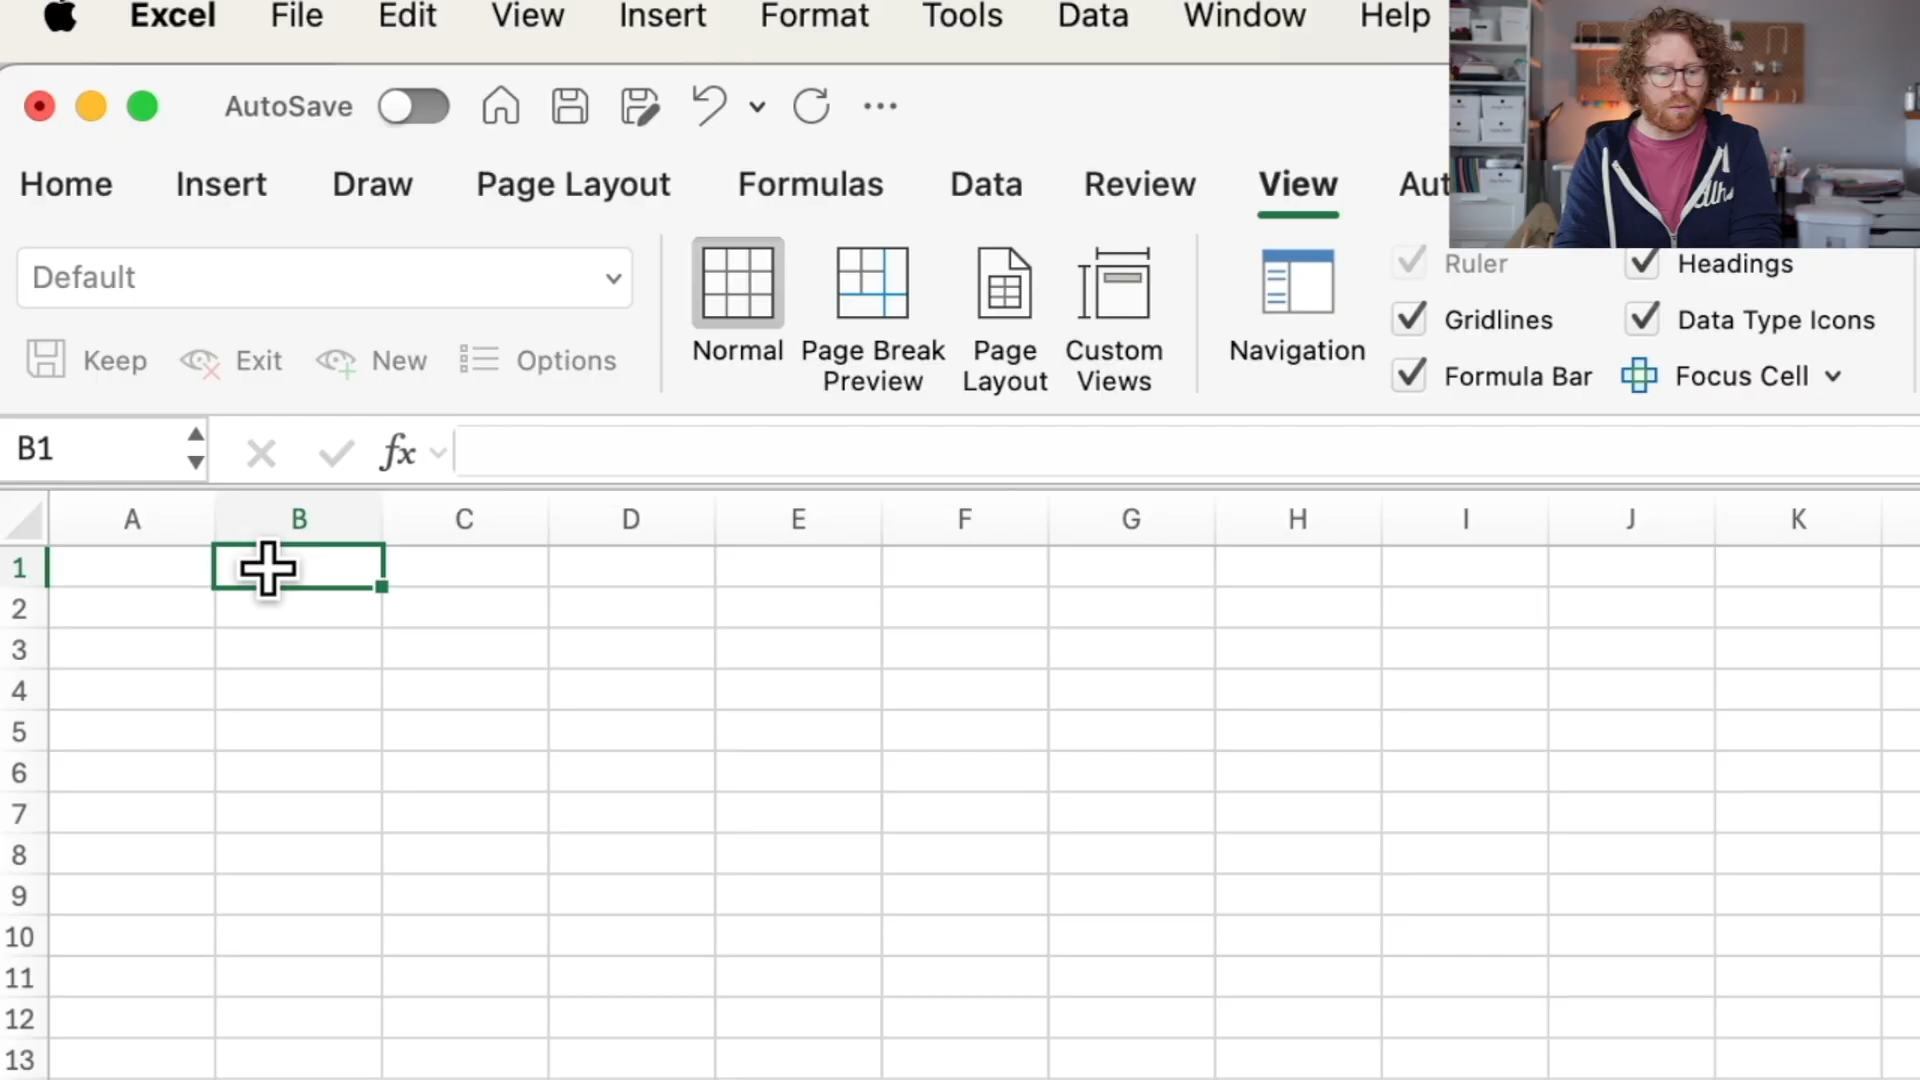 Excel File Edit View Insert Format Tools Data Window Help
AutoSave
Home Insert Draw Page Layout Formulas Data Review View Aut
Default
Keep Exit New Options
Normal
Page Break Preview
Page Layout
Custom Views
Navigation
Ruler
Gridlines
Formula Bar
Headings
Data Type Icons
Focus Cell
B1
fx
A B C D E F G H I J K
1
2
3
4
5
6
7
8
9
10
11
12
13